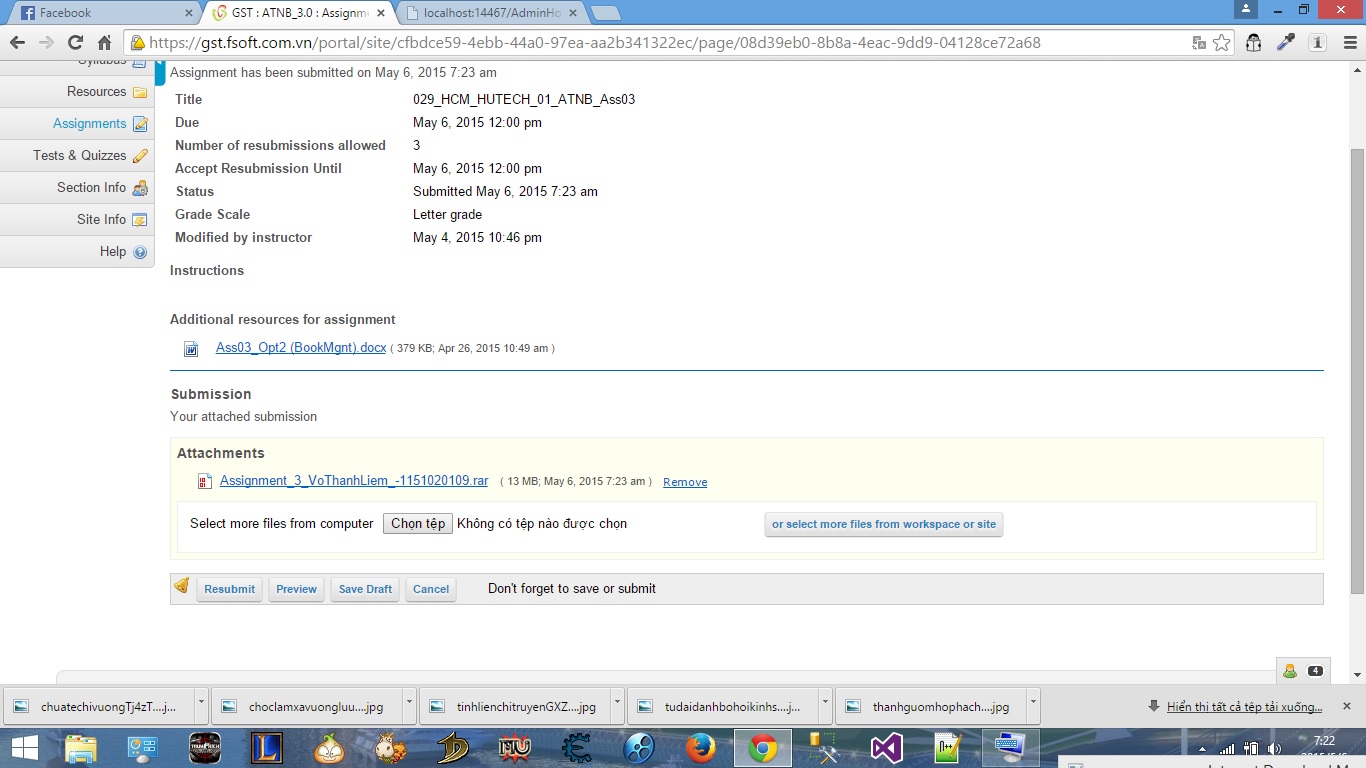 Facebook
GST : ATNB_3.0 : Assignm
localhost:14467/AdminHo
https://gst.fsoft.com.vn/portal/site/cfbdce59-4ebb-44a0-97ea-aa2b341322ec/page/08d39eb0-8b8a-4eac-9dd9-04128ce72a68
Syllabus
Resources
Assignments
Tests & Quizzes
Section Info
Site Info
Help
Assignment has been submitted on May 6, 2015 7:23 am
Title 029_HCM_HUTECH_01_ATNB_Ass03
Due May 6, 2015 12:00 pm
Number of resubmissions allowed 3
Accept Resubmission Until May 6, 2015 12:00 pm
Status Submitted May 6, 2015 7:23 am
Grade Scale Letter grade
Modified by instructor May 4, 2015 10:46 pm
Instructions
Additional resources for assignment
Ass03_Opt2 (BookMgnt).docx ( 379 KB; Apr 26, 2015 10:49 am )
Submission
Your attached submission
Attachments
Assignment_3_VoThanhLiem_-1151020109.rar ( 13 MB; May 6, 2015 7:23 am ) Remove
Select more files from computer Chọn tệp Không có tệp nào được chọn or select more files from workspace or site
Resubmit Preview Save Draft Cancel Don't forget to save or submit
4
chuatechivuongTj4zT....j... choclamxavuongluu....jpg tinhlienchitruyenGXZ....jpg tudaidanhbohoikinhs....j... thanhguomhophach....jpg Hiển thị tất cả tệp tải xuống...
7:22